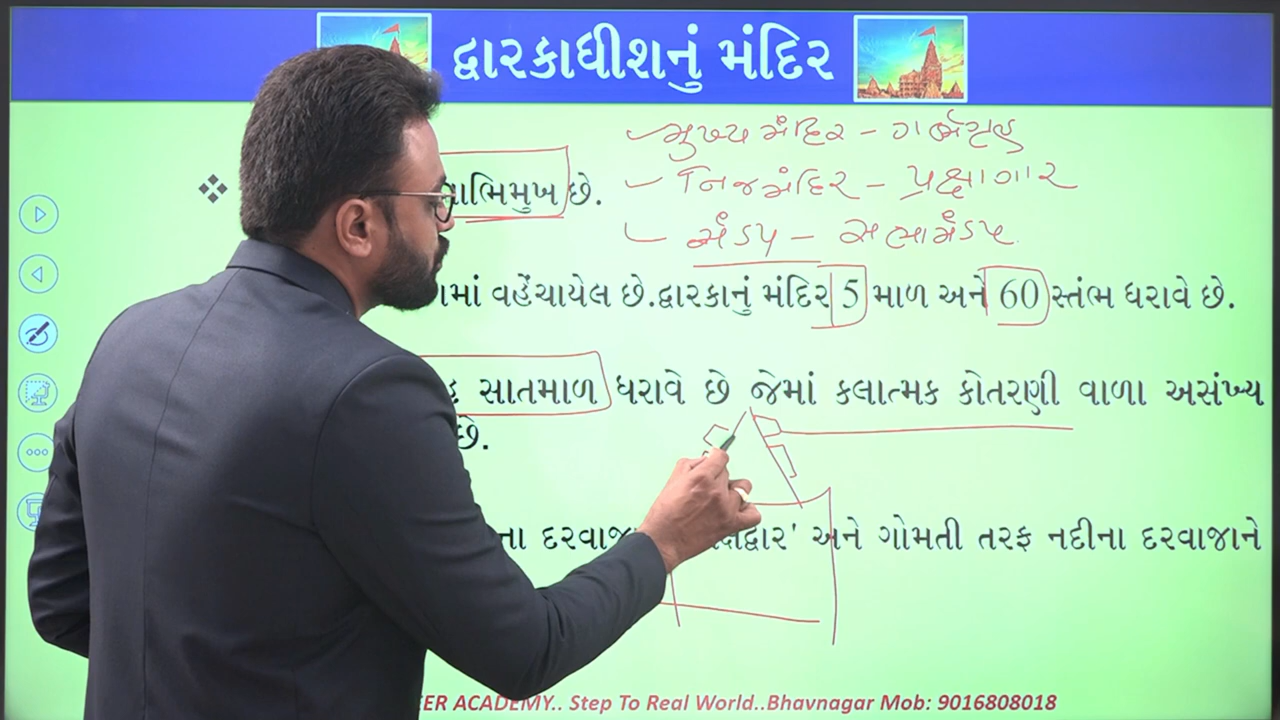 દ્વારકાધીશનું મંદિર
મુખ્ય મંદિર - ગર્ભગૃહ
ભિમુખ છે.
નિજમંદિર - પ્રક્ષાગાર
મંડપ - સભામંડપ
માં વહેંચાયેલ છે.દ્વારકાનું મંદિર 5 માળ અને 60 સ્તંભ ધરાવે છે.
સાતમાળ ધરાવે છે જેમાં કલાત્મક કોતરણી વાળા અસંખ્ય
છે.
ના દરવાજા દ્વાર' અને ગોમતી તરફ નદીના દરવાજાને
ER ACADEMY.. Step To Real World..Bhavnagar Mob: 9016808018